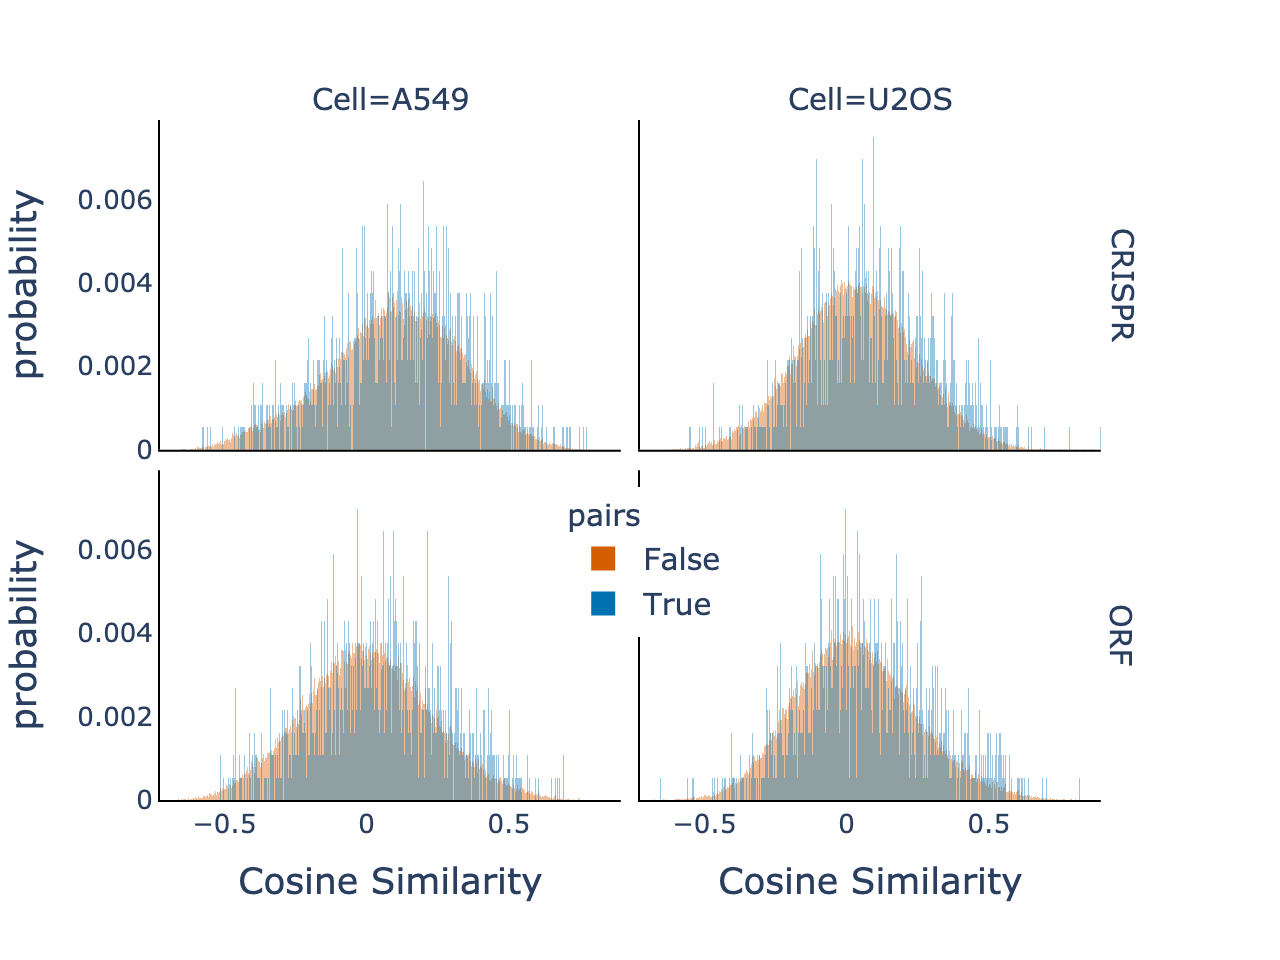 Cell=A549
Cell=U2OS
probability
0.006
0.004
0.002
0
CRISPR
probability
0.006
0.004
0.002
0
pairs
False
True
ORF
−0.5
0
0.5
−0.5
0
0.5
Cosine Similarity
Cosine Similarity